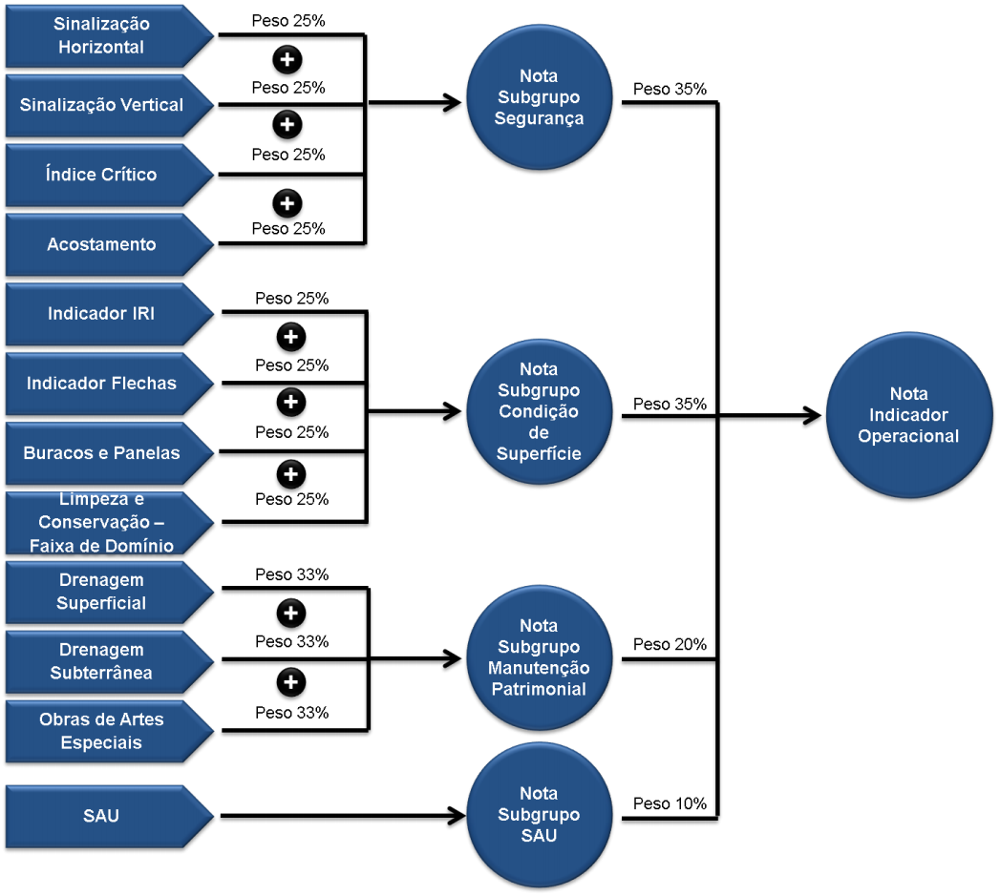 Sinalização
Horizontal
Peso 25%
Sinalização Vertical
Peso 25%
Índice Crítico
Peso 25%
Acostamento
Peso 25%
Nota
Subgrupo
Segurança
Peso 35%
Indicador IRI
Peso 25%
Indicador Flechas
Peso 25%
Buracos e Panelas
Peso 25%
Limpeza e
Conservação –
Faixa de Domínio
Peso 25%
Nota
Subgrupo
Condição
de
Superfície
Peso 35%
Nota
Indicador
Operacional
Drenagem
Superficial
Peso 33%
Drenagem
Subterrânea
Peso 33%
Obras de Artes
Especiais
Peso 33%
Nota
Subgrupo
Manutenção
Patrimonial
Peso 20%
SAU
Nota
Subgrupo
SAU
Peso 10%